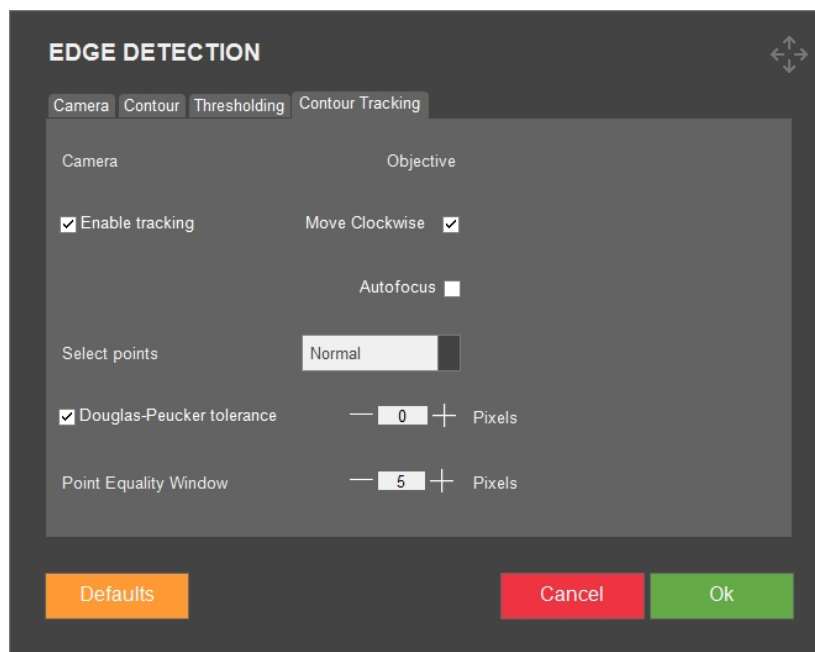 EDGE DETECTION
Camera Contour Thresholding Contour Tracking
Camera Objective
Enable tracking Move Clockwise
Autofocus
Select points Normal
Douglas-Peucker tolerance 0 Pixels
Point Equality Window 5 Pixels
Defaults Cancel Ok